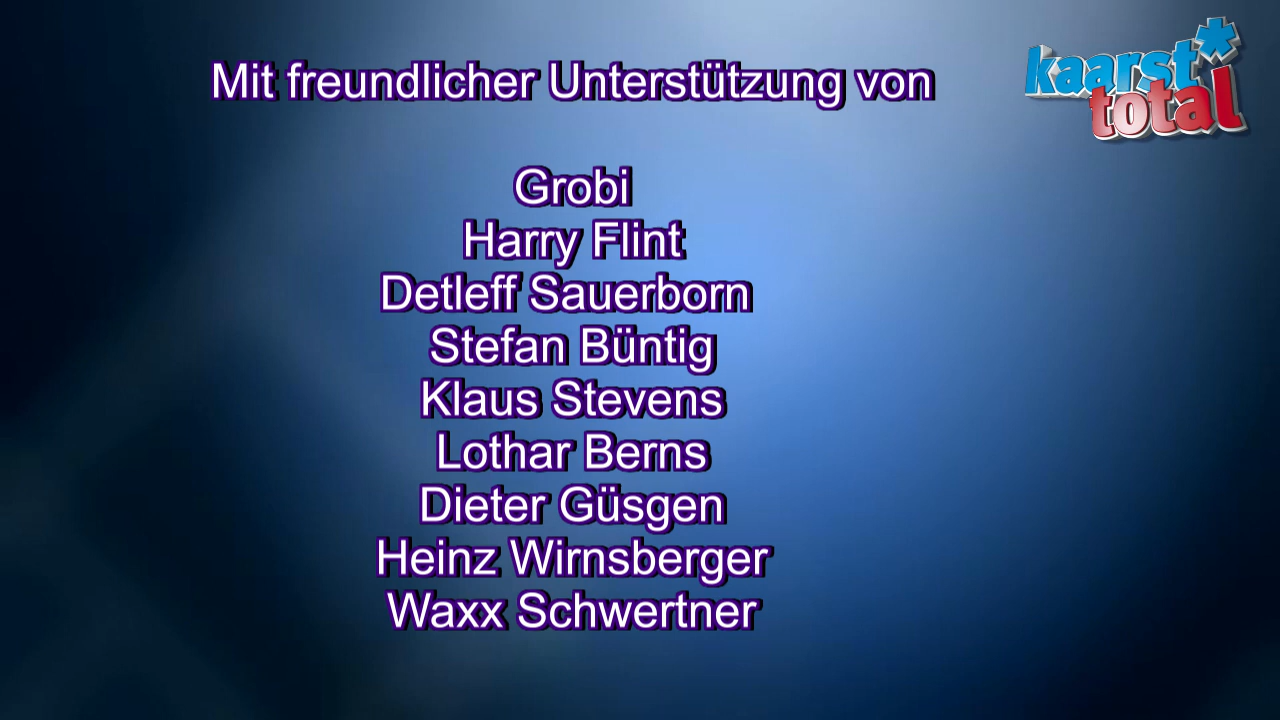 Mit freundlicher Unterstützung von
kaarst*
total
Grobi
Harry Flint
Detleff Sauerborn
Stefan Büntig
Klaus Stevens
Lothar Berns
Dieter Güsgen
Heinz Wirnsberger
Waxx Schwertner